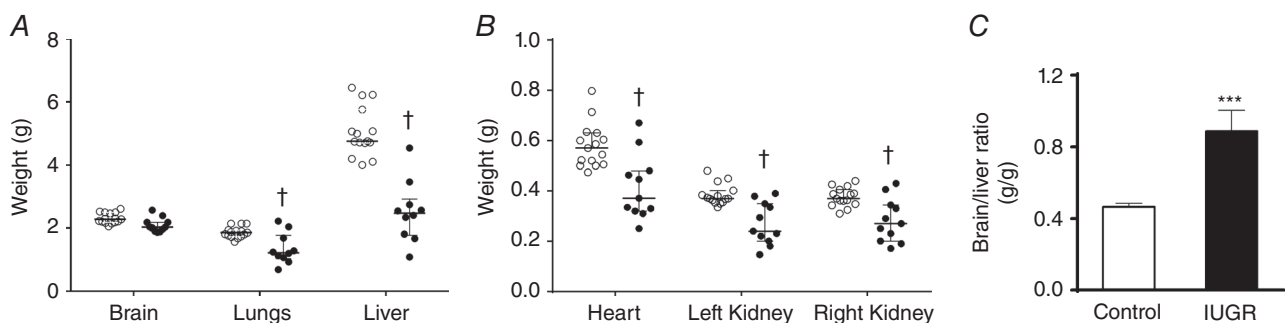 A
Weight (g)
8
6
4
2
0
†
†
Brain Lungs Liver
B
Weight (g)
1.0
0.8
0.6
0.4
0.2
0.0
†
†
†
Heart Left Kidney Right Kidney
C
Brain/liver ratio
(g/g)
1.2
0.8
0.4
0.0
***
Control IUGR